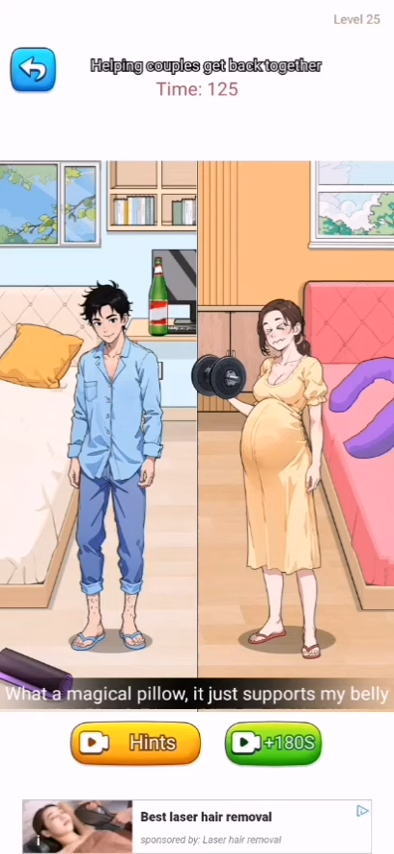 Level 25
Helping couples get back together
Time: 125
What a magical pillow, it just supports my belly
Hints
+180S
Best laser hair removal
sponsored by: Laser hair removal